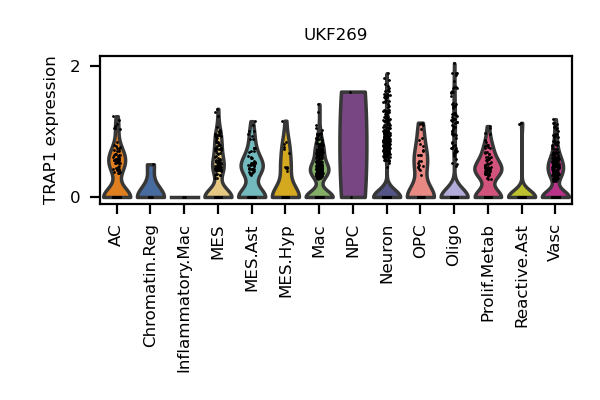 UKF269
TRAP1 expression
2
0
AC
Chromatin.Reg
Inflammatory.Mac
MES
MES.Ast
MES.Hyp
Mac
NPC
Neuron
OPC
Oligo
Prolif.Metab
Reactive.Ast
Vasc